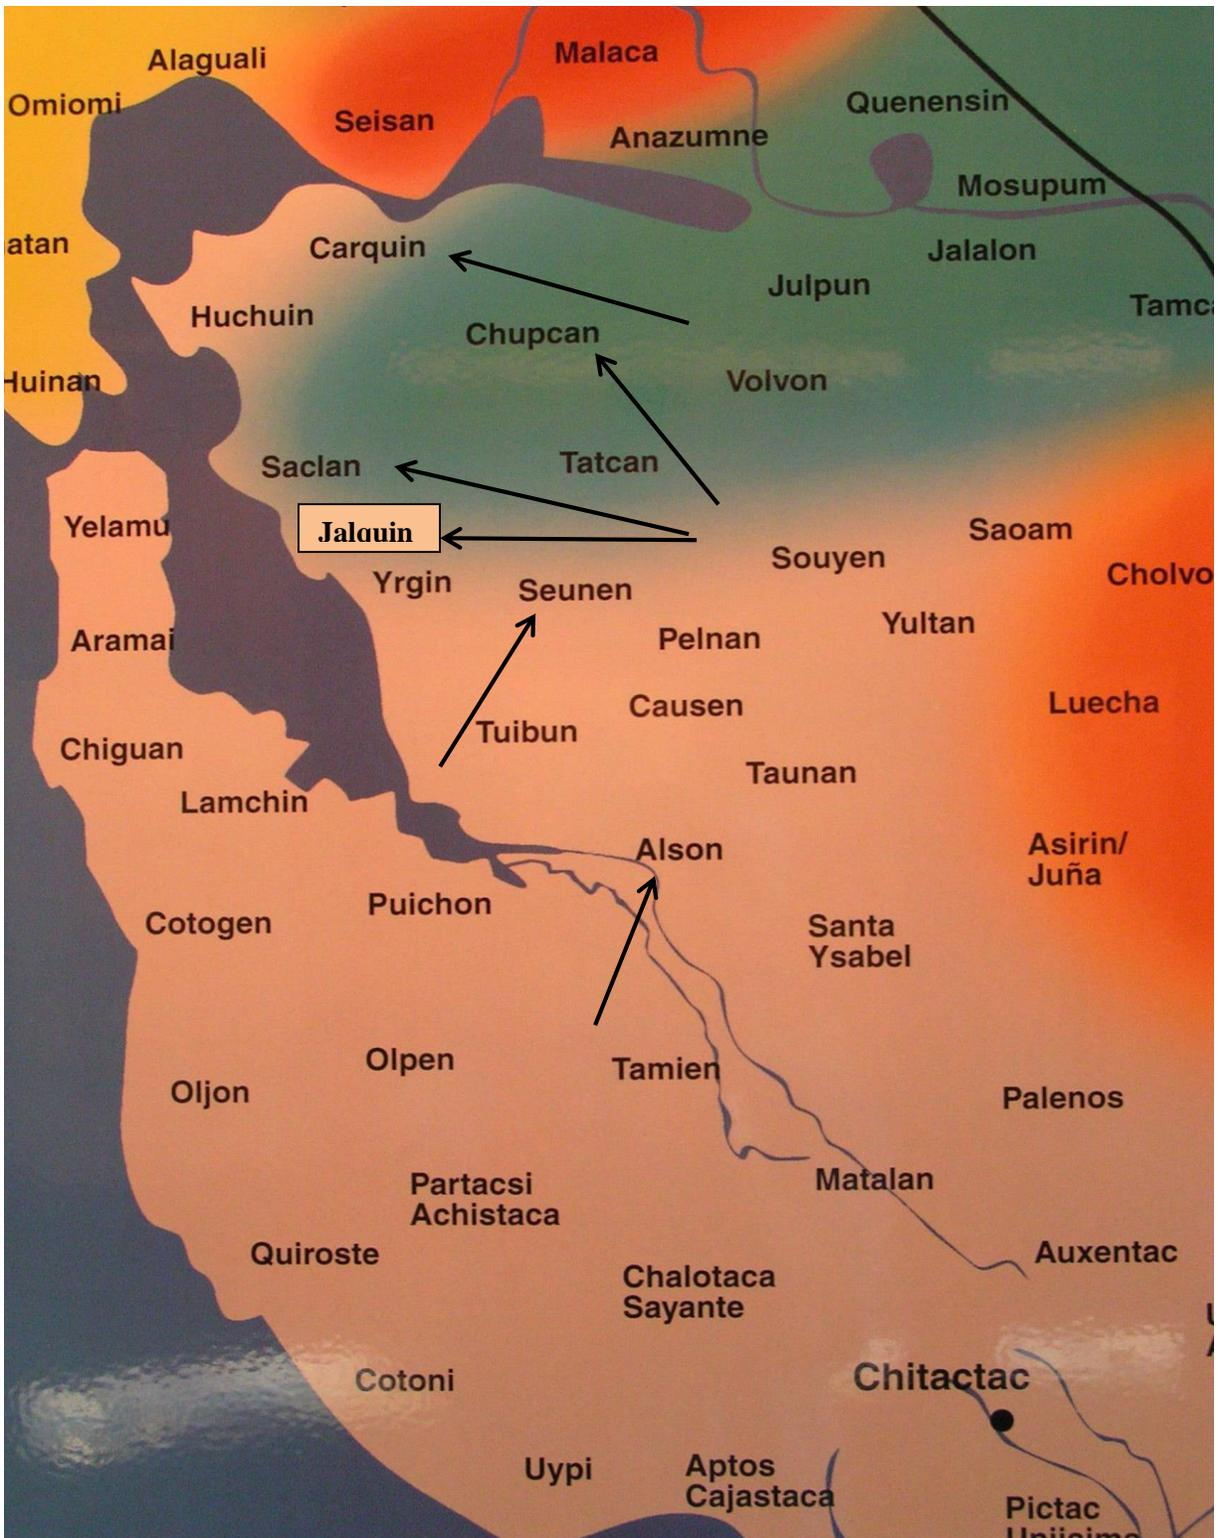 Alaguali
Malaca
Omiomi
Seisan
Quenensin
Anazumne
Mosupum
atan
Carquin
Jalalon
Julpun
Huchuin
Tamca
Chupcan
Huinan
Volvon
Saclan
Tatcan
Yelamu
Jalquin
Saoam
Souyen
Cholvo
Yrgin
Seunen
Yultan
Aramai
Pelnan
Luecha
Causen
Tuibun
Chiguan
Taunan
Lamchin
Alson
Asirin/
Juña
Puichon
Cotogen
Santa
Ysabel
Olpen
Tamien
Oljon
Palenos
Matalan
Partacsi
Achistaca
Quiroste
Auxentac
Chalotaca
Sayante
Chitactac
Cotoni
Uypi
Aptos
Cajastaca
Pictac